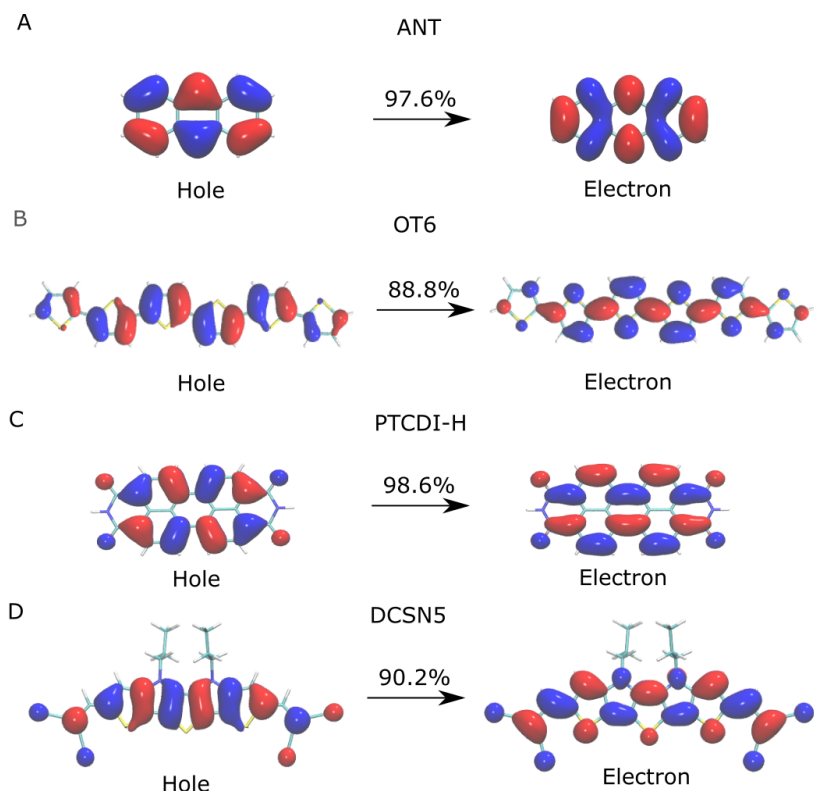 A
ANT
97.6%
Hole
Electron
B
OT6
88.8%
Hole
Electron
C
PTCDI-H
98.6%
Hole
Electron
D
DCSN5
90.2%
Hole
Electron